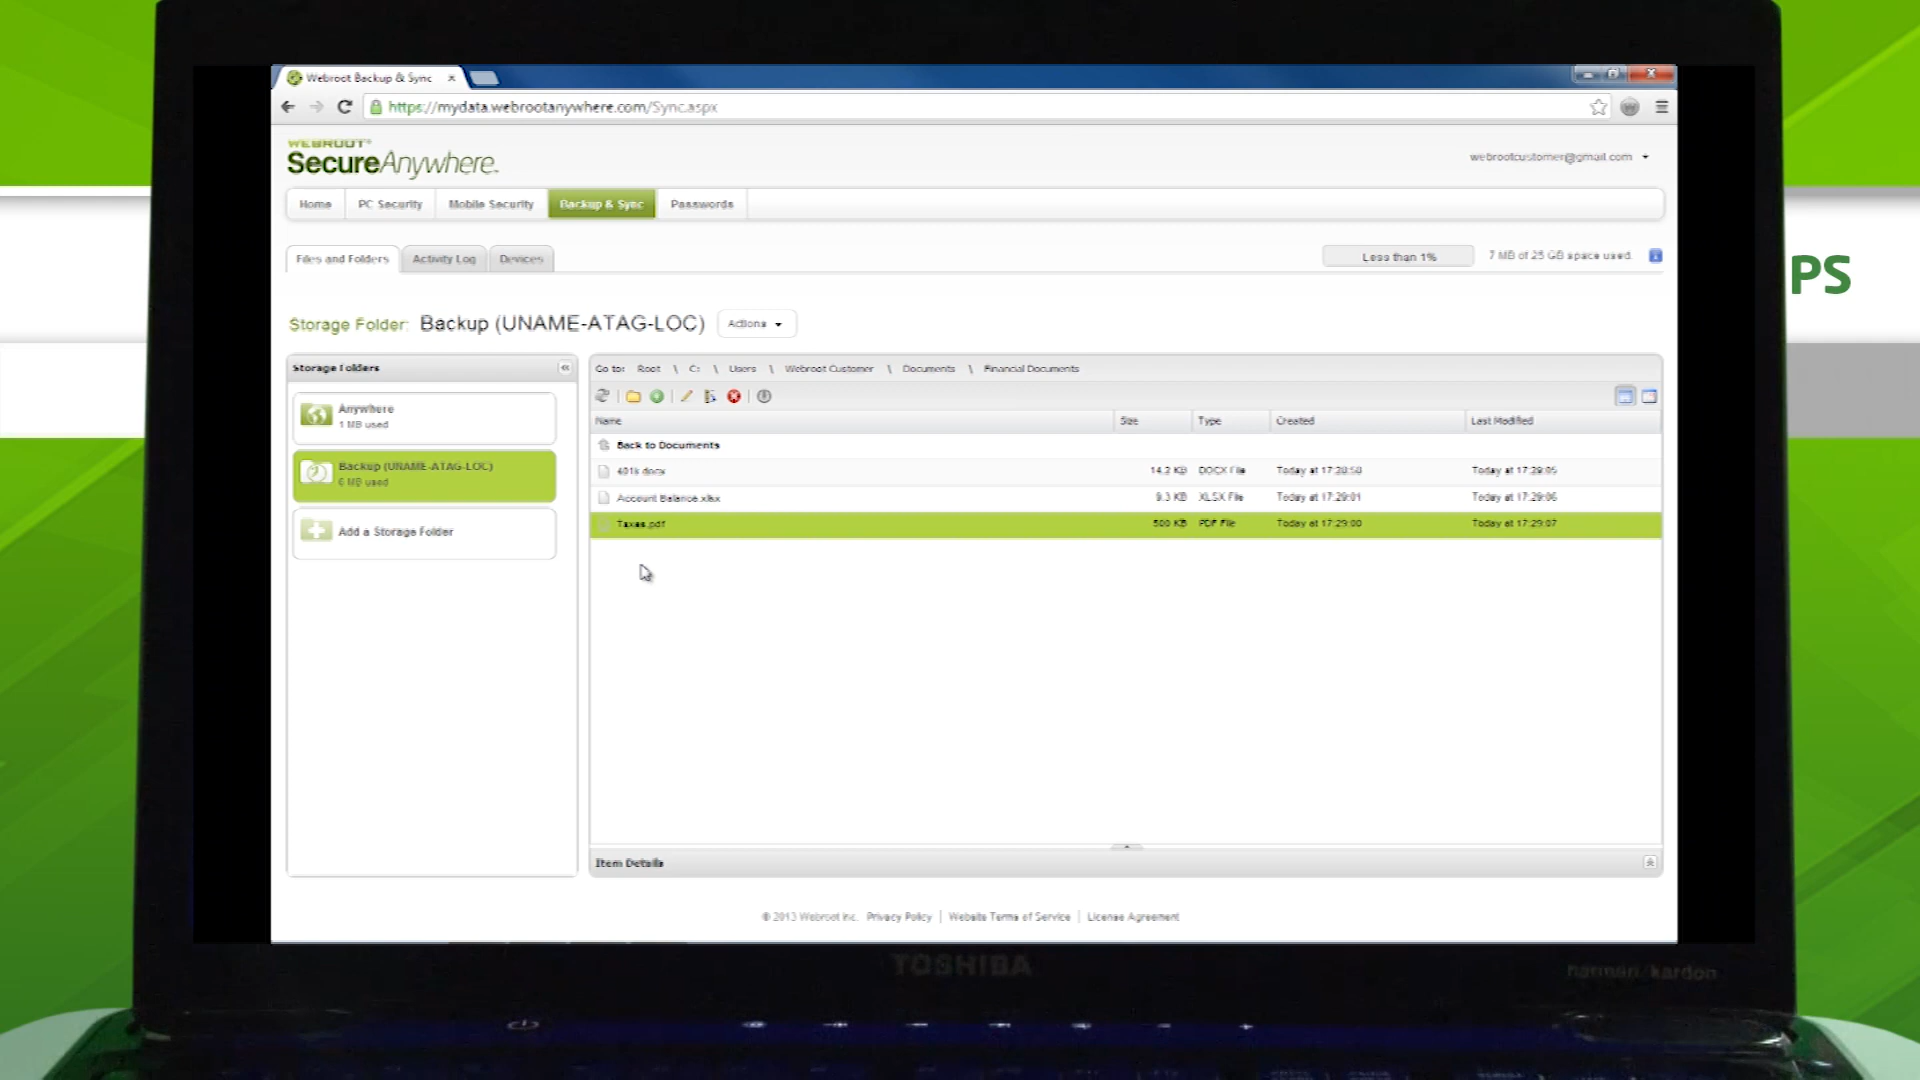 Webroot Backup & Sync
https://mydata.webrootanywhere.com/Sync.aspx
WEBROOT®
SecureAnywhere.
webrootcustomer@gmail.com
Home PC Security Mobile Security Backup & Sync Passwords
Files and Folders Activity Log Devices
Less than 1% 7 MB of 25 GB space used.
PS
Storage Folder: Backup (UNAME-ATAG-LOC) Actions
Storage Folders
Go to: Root \ C: \ Users \ Webroot Customer \ Documents \ Financial Documents
Anywhere
1 MB used
Backup (UNAME-ATAG-LOC)
6 MB used
Add a Storage Folder
Name Size Type Created Last Modified
Back to Documents
401k.docx 14.2 KB DOCX File Today at 17:28:58 Today at 17:29:05
Account Balance.xlsx 9.3 KB XLSX File Today at 17:29:01 Today at 17:29:06
Taxes.pdf 500 KB PDF File Today at 17:29:00 Today at 17:29:07
Item Details
© 2013 Webroot Inc. Privacy Policy | Website Terms of Service | License Agreement
TOSHIBA
harman/kardon